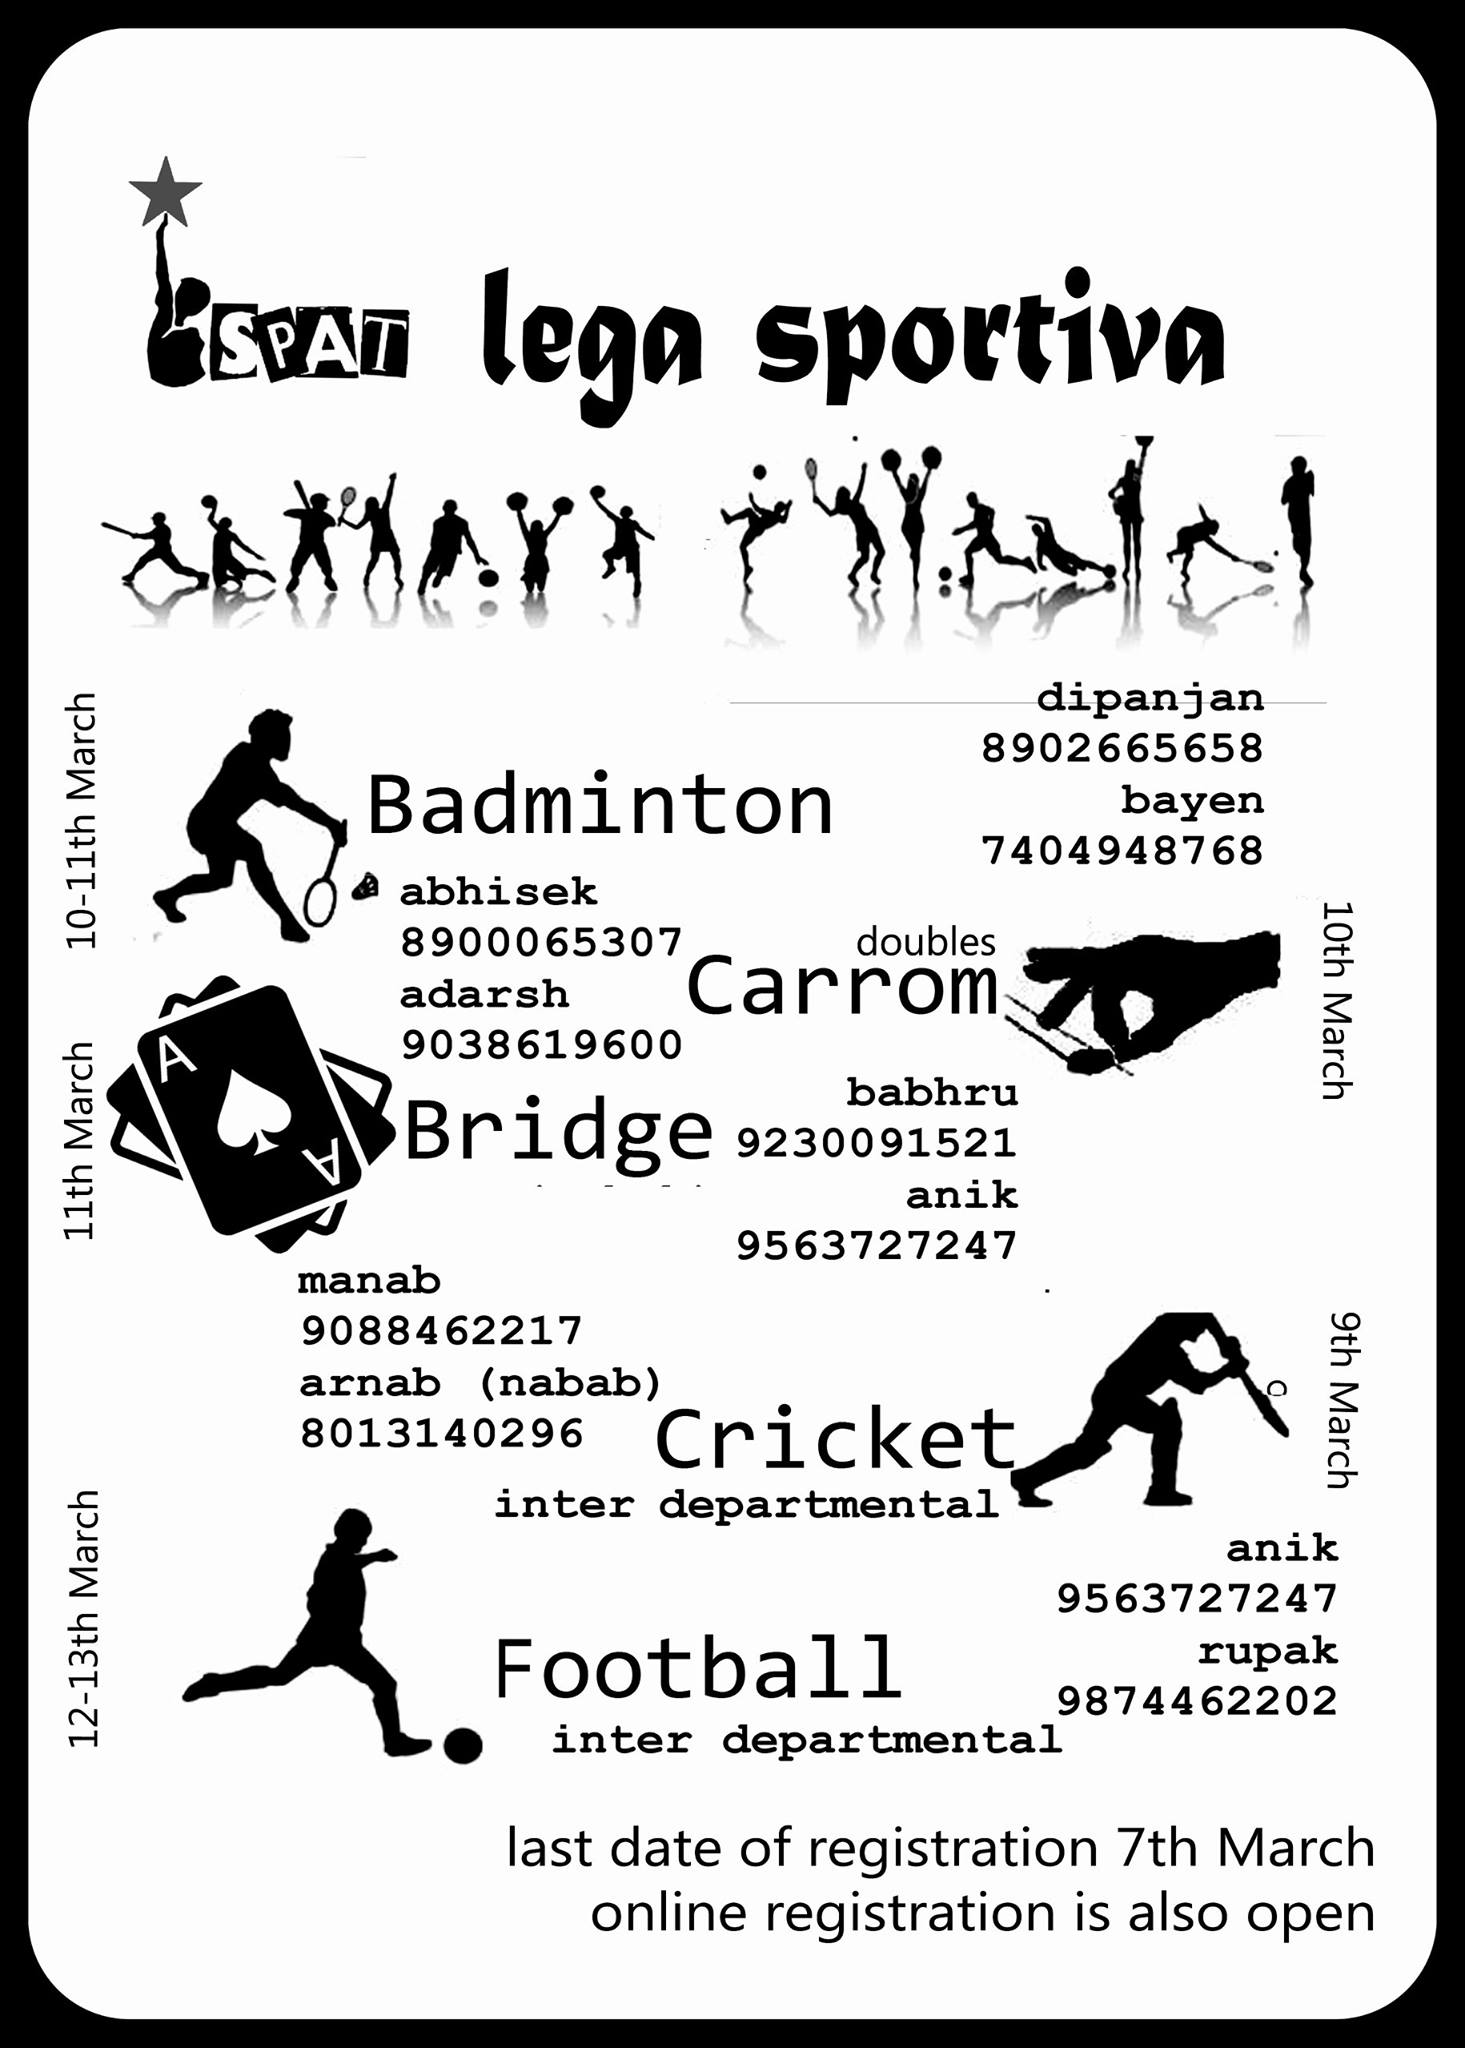 SPAT lega sportiva
10-11th March
Badminton
dipanjan
8902665658
bayen
7404948768
abhisek
8900065307
adarsh
9038619600
doubles
Carrom
10th March
11th March
A
A
Bridge
babhru
9230091521
anik
9563727247
manab
9088462217
arnab (nabab)
8013140296
Cricket
inter departmental
9th March
12-13th March
anik
9563727247
rupak
9874462202
Football
inter departmental
last date of registration 7th March
online registration is also open